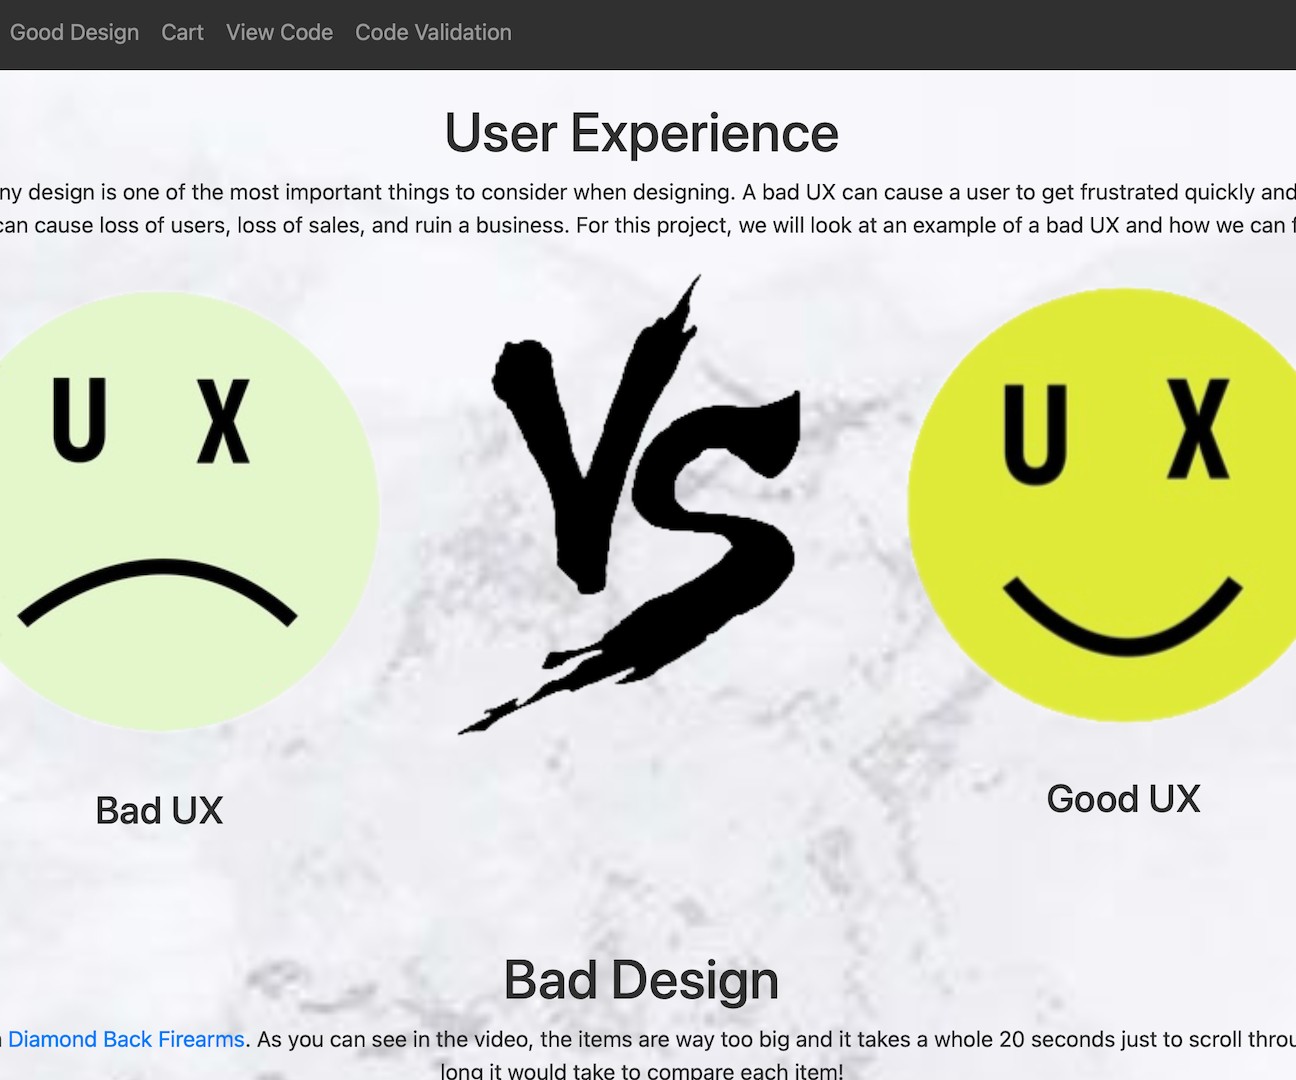 Good Design Cart View Code Code Validation
User Experience
ny design is one of the most important things to consider when designing. A bad UX can cause a user to get frustrated quickly and
can cause loss of users, loss of sales, and ruin a business. For this project, we will look at an example of a bad UX and how we can f
U X
VS
U X
Bad UX
Good UX
Bad Design
Diamond Back Firearms. As you can see in the video, the items are way too big and it takes a whole 20 seconds just to scroll throu
long it would take to compare each item!